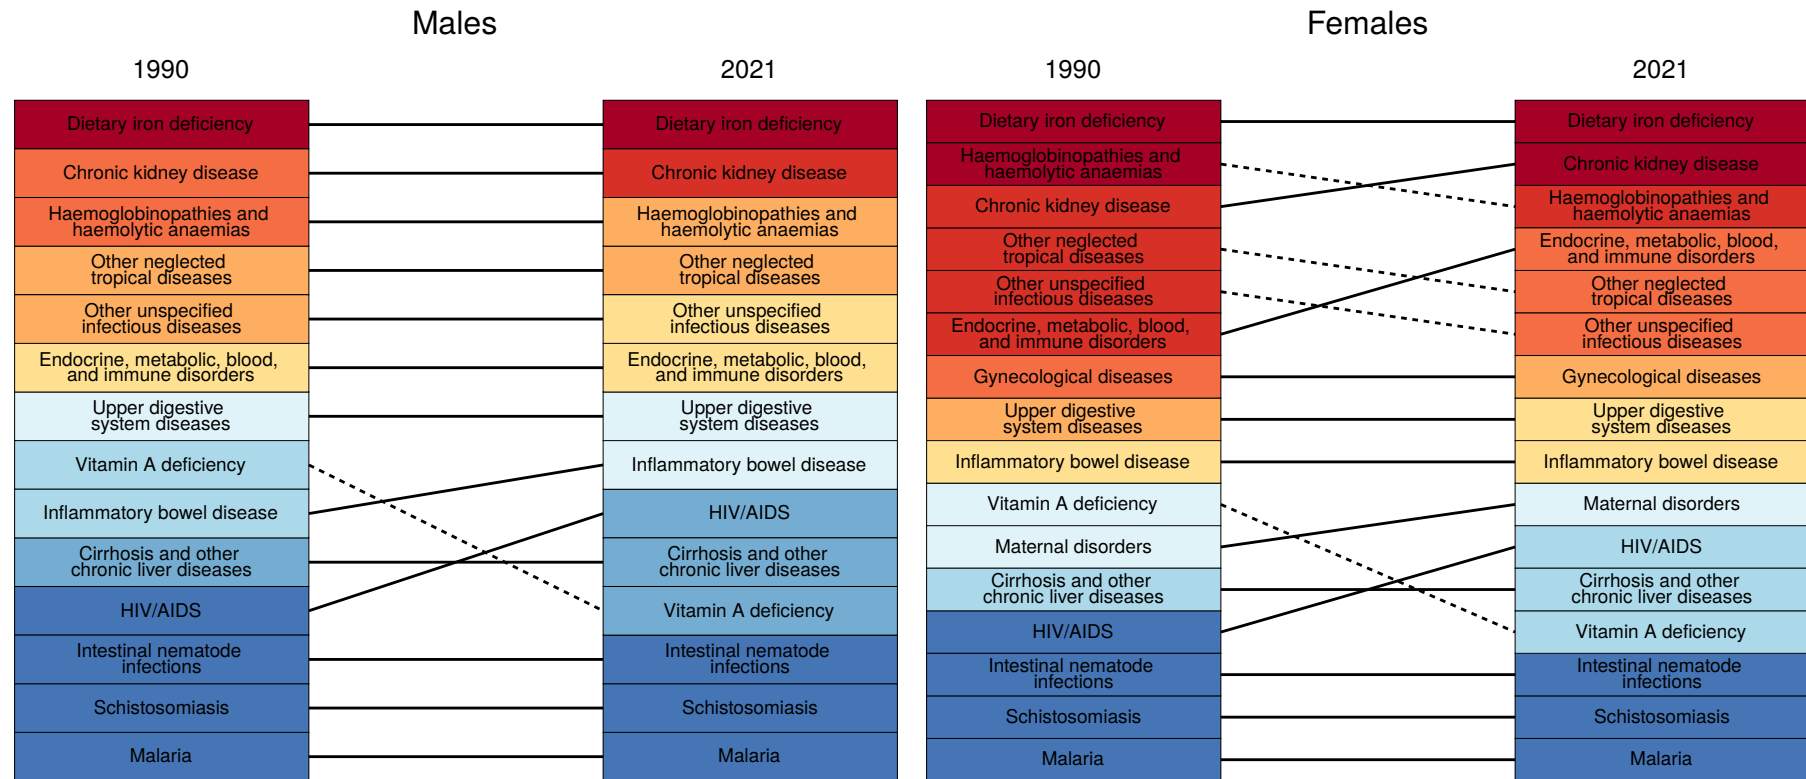 Males
1990
2021
Dietary iron deficiency
Chronic kidney disease
Haemoglobinopathies and
haemolytic anaemias
Other neglected
tropical diseases
Other unspecified
infectious diseases
Endocrine, metabolic, blood,
and immune disorders
Upper digestive
system diseases
Vitamin A deficiency
Inflammatory bowel disease
Cirrhosis and other
chronic liver diseases
HIV/AIDS
Intestinal nematode
infections
Schistosomiasis
Malaria
Dietary iron deficiency
Chronic kidney disease
Haemoglobinopathies and
haemolytic anaemias
Other neglected
tropical diseases
Other unspecified
infectious diseases
Endocrine, metabolic, blood,
and immune disorders
Upper digestive
system diseases
Inflammatory bowel disease
HIV/AIDS
Cirrhosis and other
chronic liver diseases
Vitamin A deficiency
Intestinal nematode
infections
Schistosomiasis
Malaria
Females
1990
2021
Dietary iron deficiency
Haemoglobinopathies and
haemolytic anaemias
Chronic kidney disease
Other neglected
tropical diseases
Other unspecified
infectious diseases
Endocrine, metabolic, blood,
and immune disorders
Gynecological diseases
Upper digestive
system diseases
Inflammatory bowel disease
Vitamin A deficiency
Maternal disorders
Cirrhosis and other
chronic liver diseases
HIV/AIDS
Intestinal nematode
infections
Schistosomiasis
Malaria
Dietary iron deficiency
Chronic kidney disease
Haemoglobinopathies and
haemolytic anaemias
Endocrine, metabolic, blood,
and immune disorders
Other neglected
tropical diseases
Other unspecified
infectious diseases
Gynecological diseases
Upper digestive
system diseases
Inflammatory bowel disease
Maternal disorders
HIV/AIDS
Cirrhosis and other
chronic liver diseases
Vitamin A deficiency
Intestinal nematode
infections
Schistosomiasis
Malaria